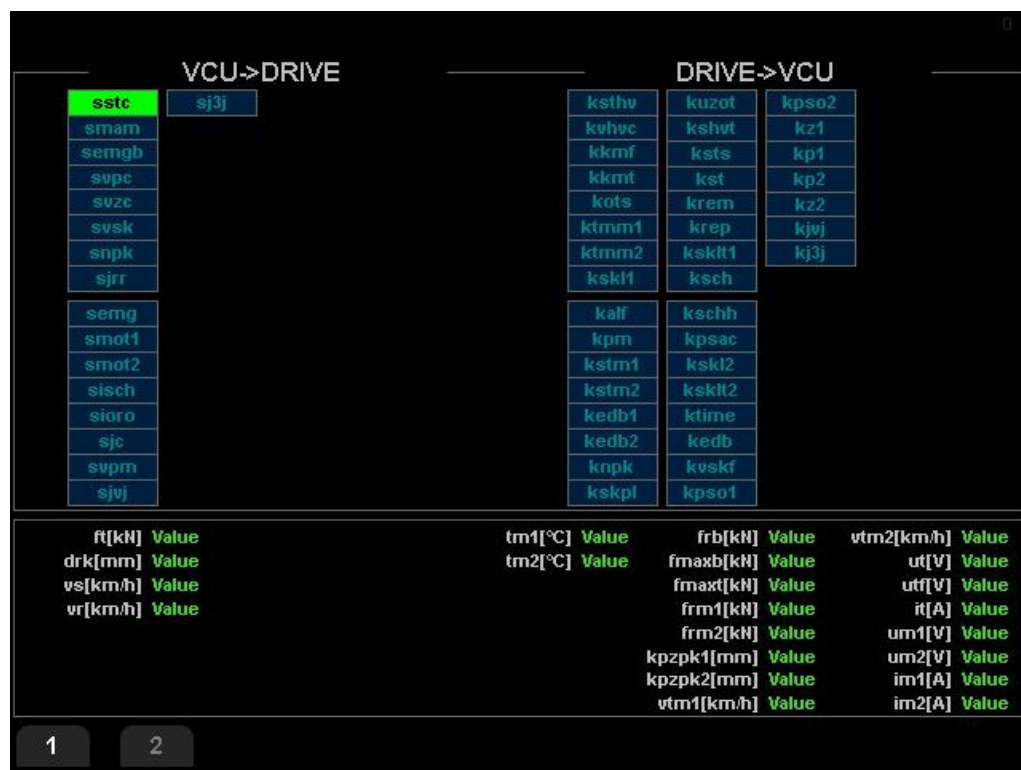 0
VCU->DRIVE DRIVE->VCU
sstc sj3j ksthv kuzot kpso2
smam kvhvc kshvt kz1
semgb kkmf ksts kp1
svpc kkmt kst kp2
svzc kots krem kz2
svsk ktmm1 krep kjvj
snpk ktmm2 ksklt1 kj3j
sjrr kskl1 ksch
semg kalf kschh
smot1 kpm kpsac
smot2 kstm1 kskl2
sisch kstm2 ksklt2
sioro kedb1 ktime
sjc kedb2 kedb
svpm knpk kvskf
sjvj kskpl kpso1
ft[kN] Value tm1[°C] Value frb[kN] Value vtm2[km/h] Value
drk[mm] Value tm2[°C] Value fmaxb[kN] Value ut[V] Value
vs[km/h] Value fmaxt[kN] Value utf[V] Value
vr[km/h] Value frm1[kN] Value it[A] Value
frm2[kN] Value um1[V] Value
kpzpk1[mm] Value um2[V] Value
kpzpk2[mm] Value im1[A] Value
vtm1[km/h] Value im2[A] Value
1 2